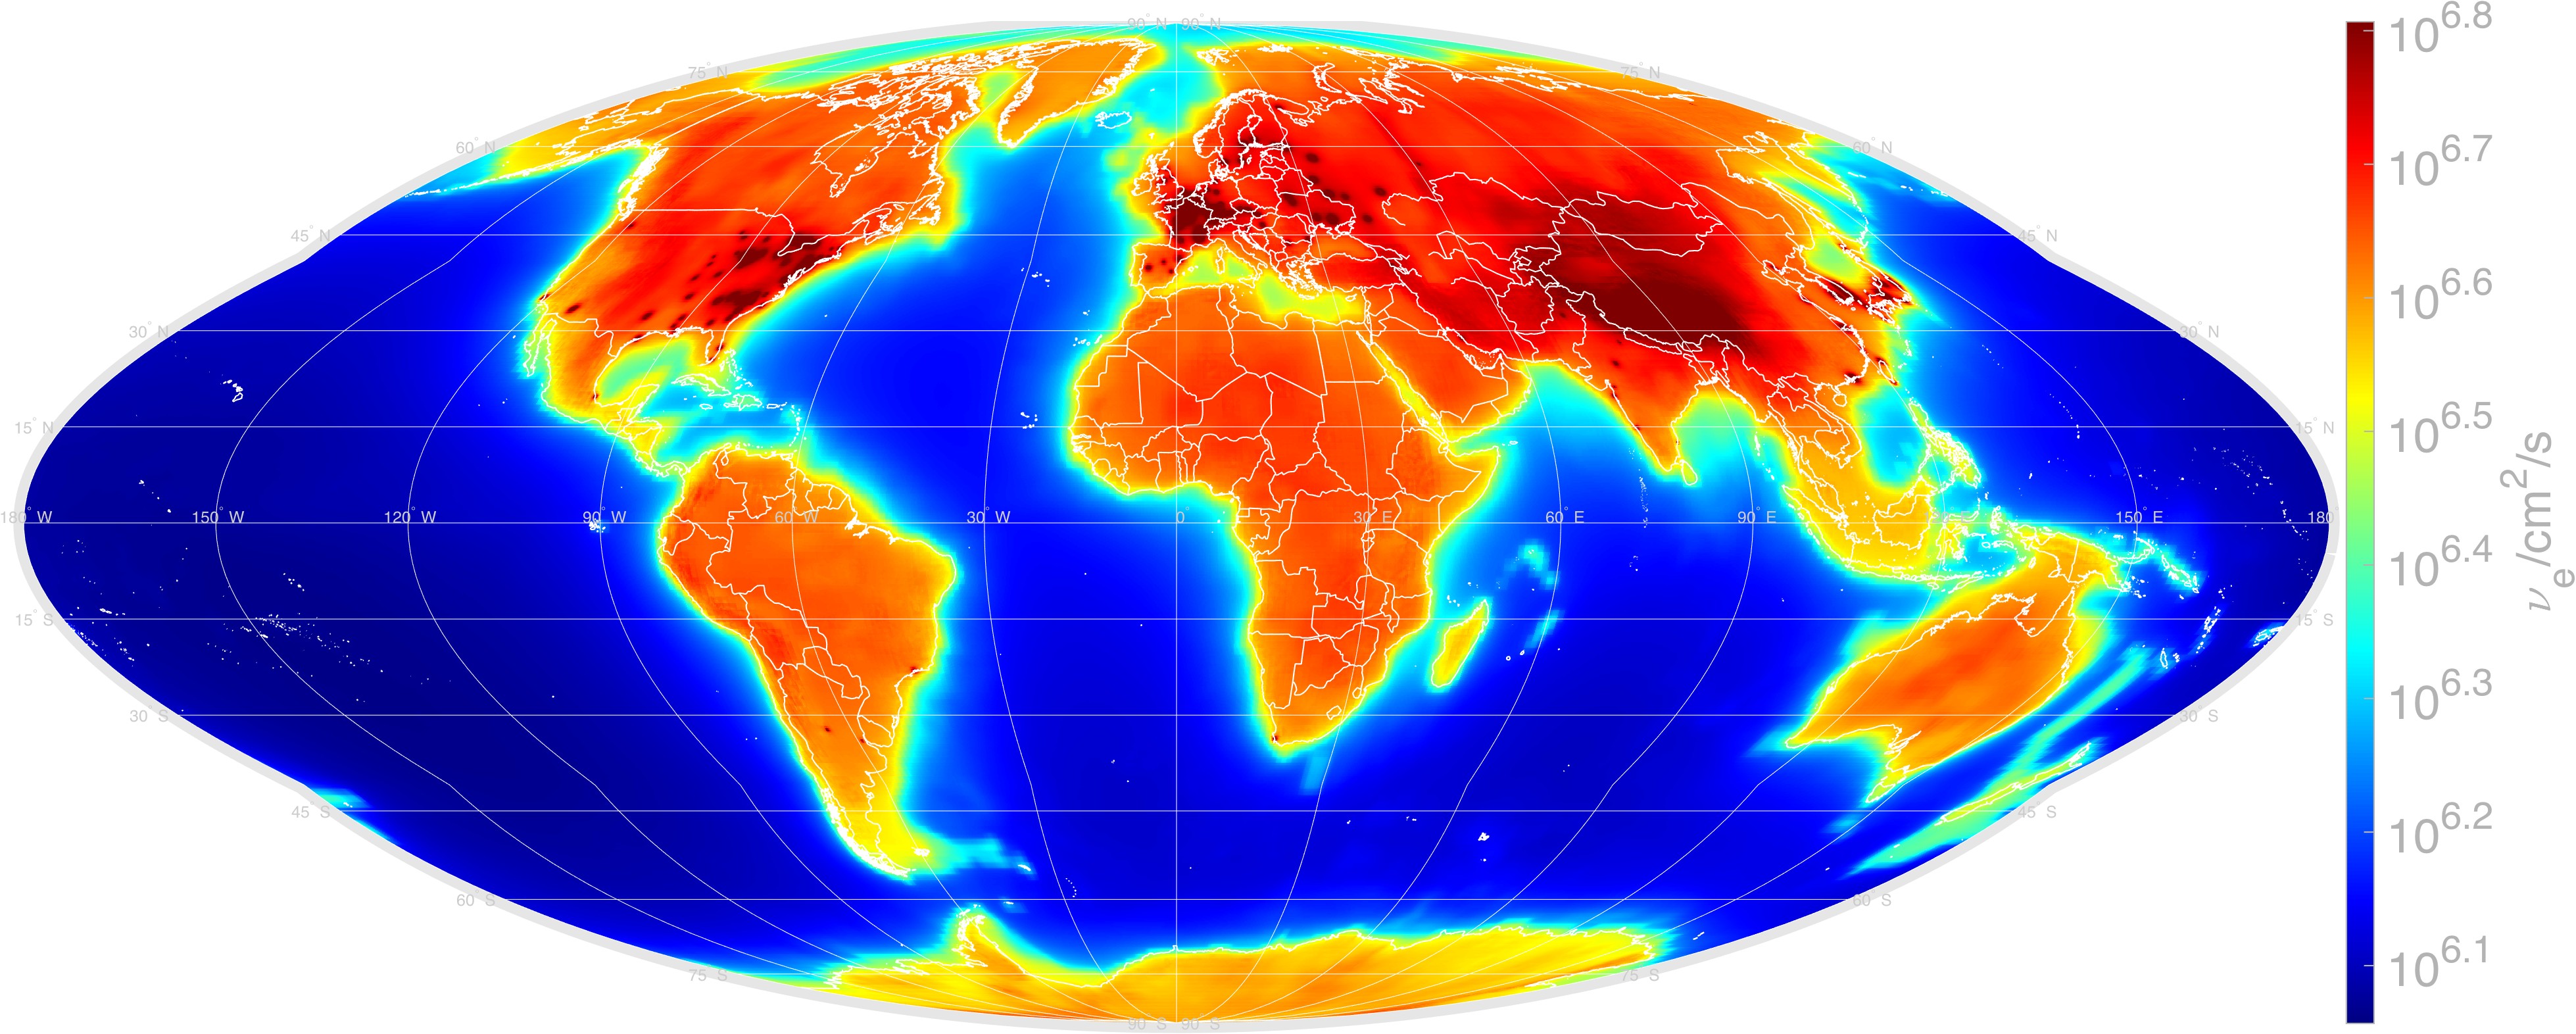 90° N 90° N
75° N 75° N
60° N 60° N
45° N 45° N
30° N 30° N
15° N 15° N
180° W 150° W 120° W 90° W 60° W 30° W 0° 30° E 60° E 90° E 150° E 180°
15° S 15° S
30° S 30° S
45° S 45° S
60° S 60° S
75° S 75° S
90° S 90° S
10^6.8
10^6.7
10^6.6
10^6.5
10^6.4
10^6.3
10^6.2
10^6.1
ν_e/cm^2/s